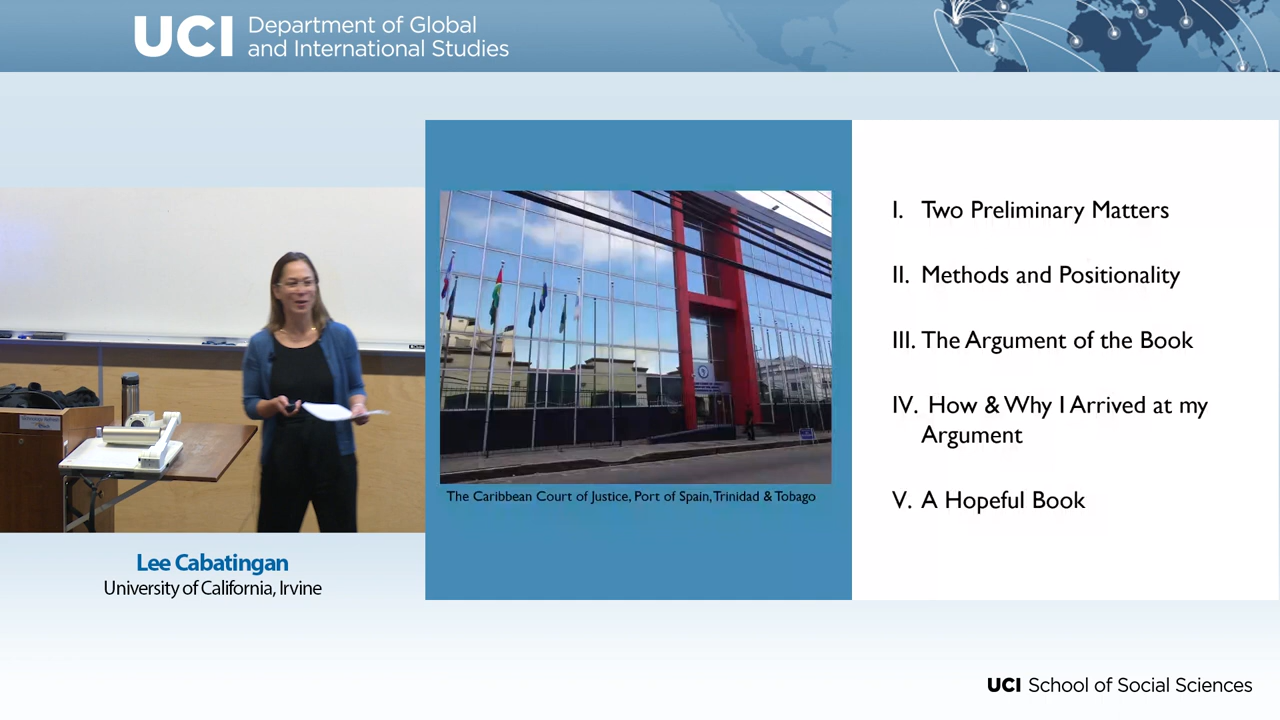 UCI Department of Global
and International Studies
I. Two Preliminary Matters
II. Methods and Positionality
III. The Argument of the Book
IV. How & Why I Arrived at my
Argument
V. A Hopeful Book
The Caribbean Court of Justice, Port of Spain, Trinidad & Tobago
Lee Cabatingan
University of California, Irvine
UCI School of Social Sciences